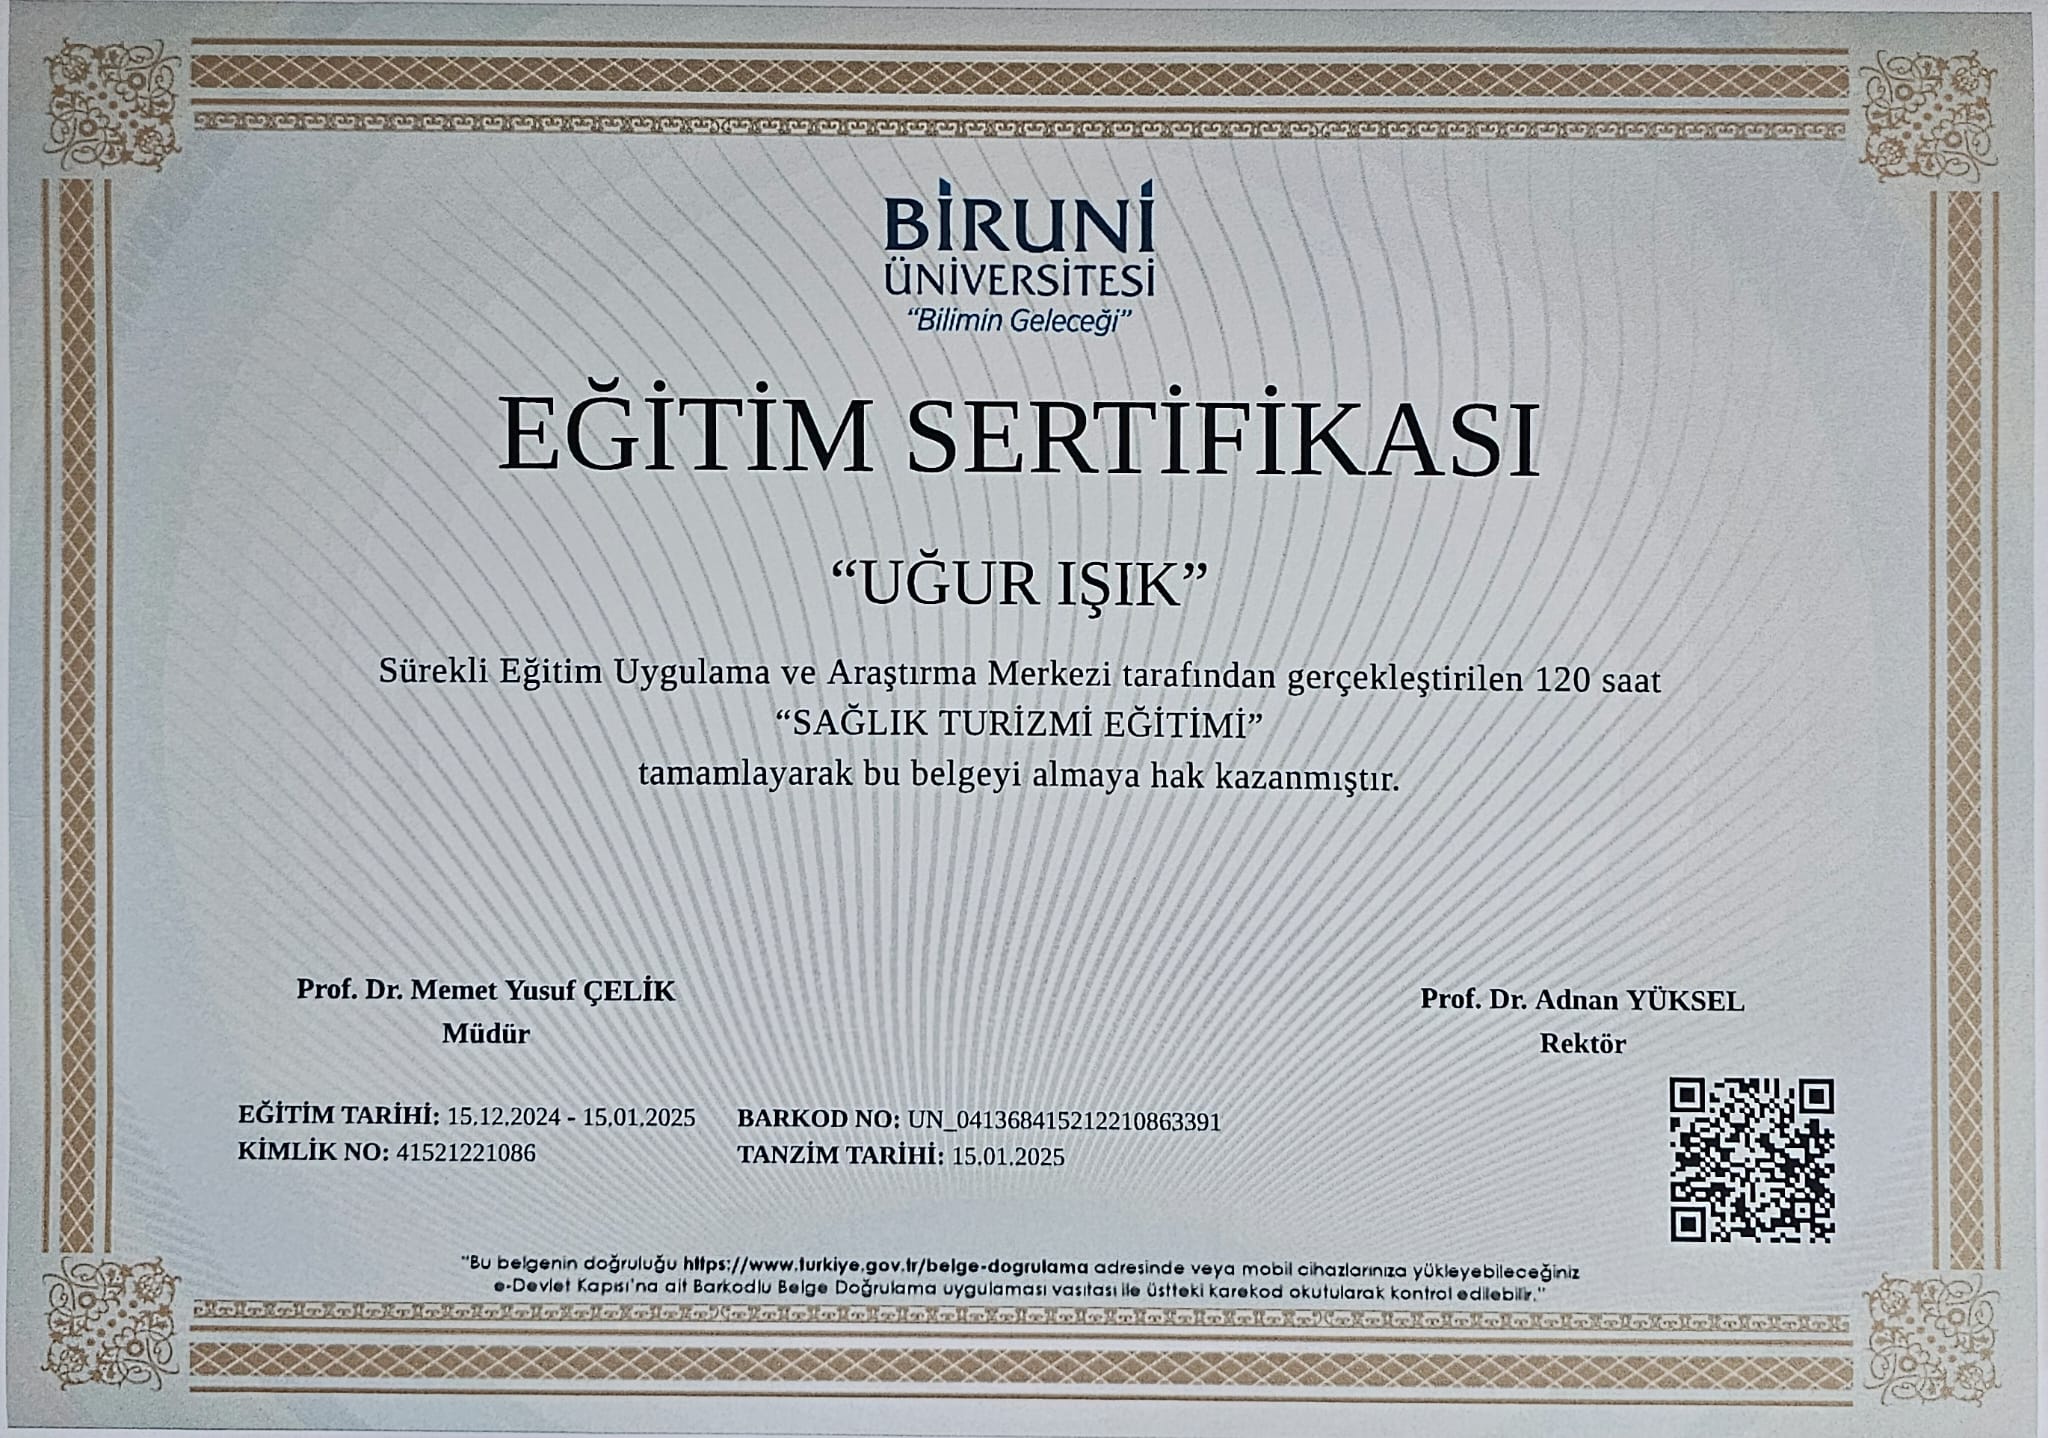 BİRUNİ
ÜNİVERSİTESİ
“Bilimin Geleceği”
EĞİTİM SERTİFİKASI
“UĞUR IŞIK”
Sürekli Eğitim Uygulama ve Araştırma Merkezi tarafından gerçekleştirilen 120 saat
“SAĞLIK TURİZMİ EĞİTİMİ”
tamamlayarak bu belgeyi almaya hak kazanmıştır.
Prof. Dr. Memet Yusuf ÇELİK
Müdür
Prof. Dr. Adnan YÜKSEL
Rektör
EĞİTİM TARİHİ: 15.12.2024 - 15.01.2025
KİMLİK NO: 41521221086
BARKOD NO: UN_041368415212210863391
TANZİM TARİHİ: 15.01.2025
"Bu belgenin doğruluğu https://www.turkiye.gov.tr/belge-dogrulama adresinde veya mobil cihazlarınıza yükleyebileceğiniz
e-Devlet Kapısı'na ait Barkodlu Belge Doğrulama uygulaması vasıtası ile üstteki karekod okutularak kontrol edilebilir."